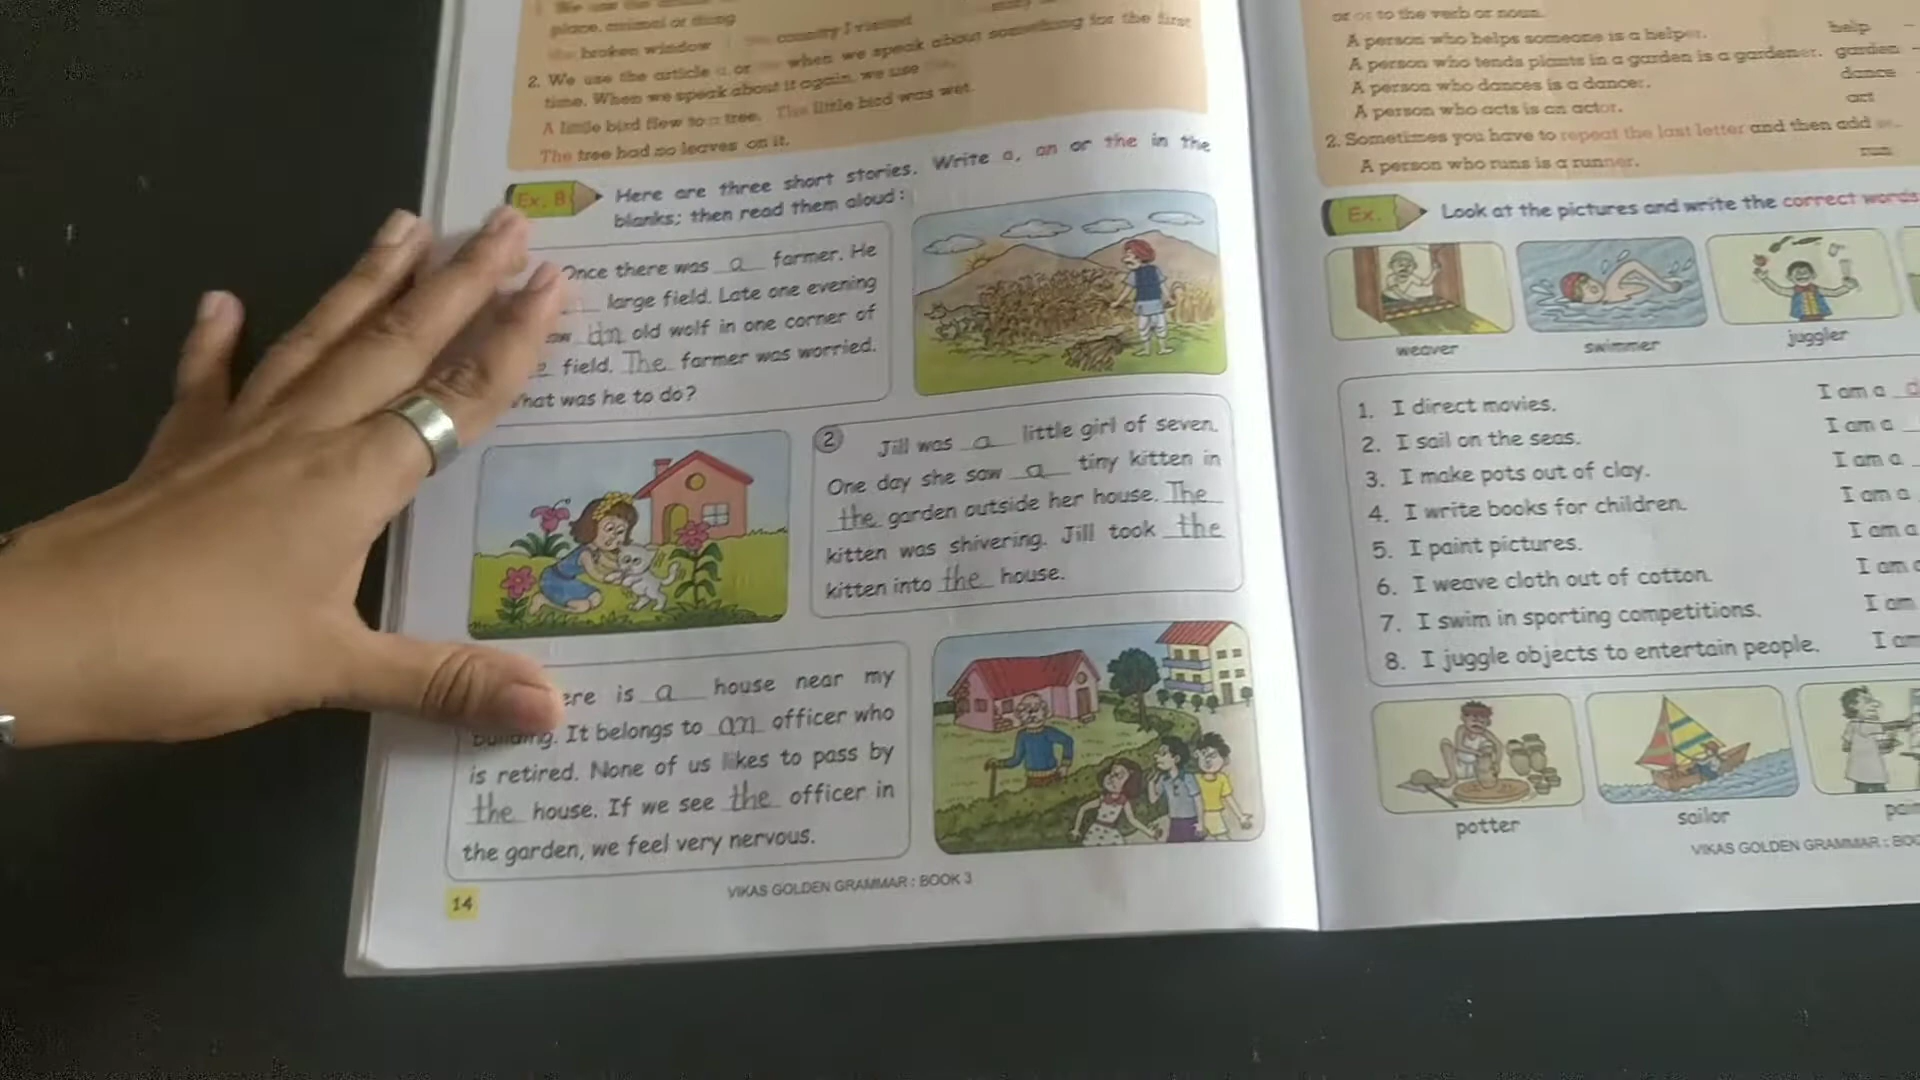 place, animal or thing
broken window
country I visited
2. We use the article a or when we speak about something for the first
time. When we speak about it again, we use
A little bird flew to a tree. The little bird was wet.
The tree had no leaves on it.
Ex. B Here are three short stories. Write a, an or the in the
blanks; then read them aloud:
Once there was a farmer. He
large field. Late one evening
an old wolf in one corner of
field. The farmer was worried.
What was he to do?
2 Jill was a little girl of seven.
One day she saw a tiny kitten in
the garden outside her house. The
kitten was shivering. Jill took the
kitten into the house.
is a house near my
building. It belongs to an officer who
is retired. None of us likes to pass by
the house. If we see the officer in
the garden, we feel very nervous.
14
VIKAS GOLDEN GRAMMAR : BOOK 3
or or to the verb or noun.
A person who helps someone is a helper. help
A person who tends plants in a garden is a gardener. garden
A person who dances is a dancer. dance
A person who acts is an actor. act
2. Sometimes you have to repeat the last letter and then add
A person who runs is a runner. run
Ex. Look at the pictures and write the correct words
weaver
swimmer
juggler
1. I direct movies. I am a
2. I sail on the seas. I am a
3. I make pots out of clay. I am a
4. I write books for children. I am a
5. I paint pictures. I am a
6. I weave cloth out of cotton. I am
7. I swim in sporting competitions. I am
8. I juggle objects to entertain people. I am
potter
sailor
VIKAS GOLDEN GRAMMAR :